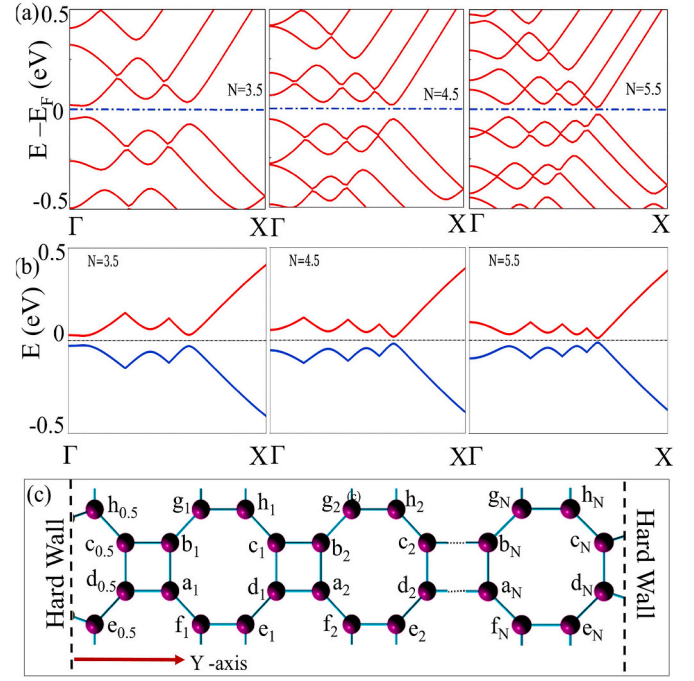 (a)
0.5
0
-0.5
E –E_F (eV)
N=3.5
N=4.5
N=5.5
Γ
X
Γ
X
Γ
X
(b)
0.5
0
-0.5
E (eV)
N=3.5
N=4.5
N=5.5
Γ
X
Γ
X
Γ
X
(c)
Hard Wall
h0.5 g1 h1 g2 (c) h2 gN hN
c0.5 b1 c1 b2 c2 bN cN
d0.5 a1 d1 a2 d2 aN dN
e0.5 f1 e1 f2 e2 fN eN
Hard Wall
Y -axis